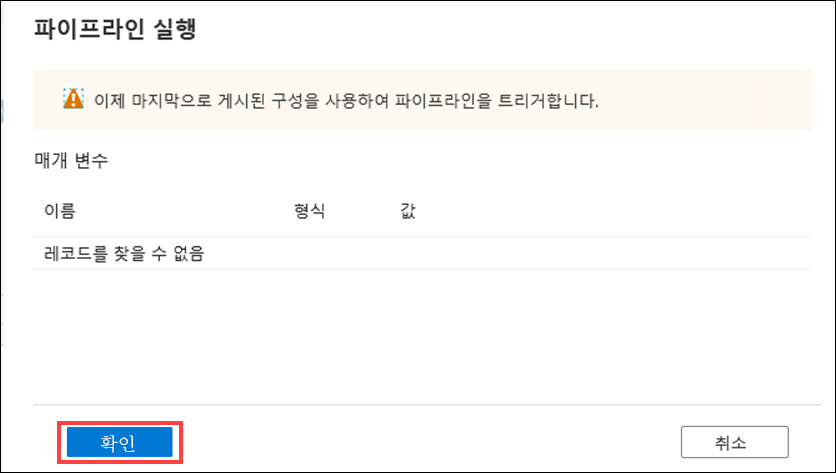 파이프라인 실행
이제 마지막으로 게시된 구성을 사용하여 파이프라인을 트리거합니다.
매개 변수
이름 형식 값
레코드를 찾을 수 없음
확인 취소